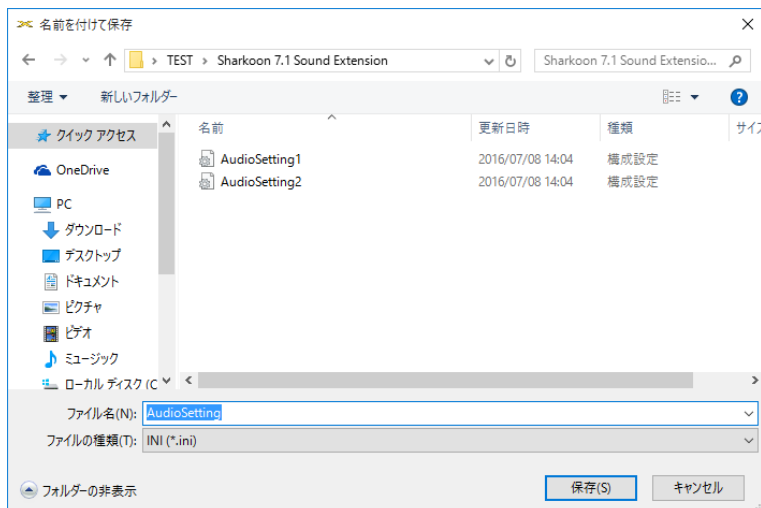 名前を付けて保存
TEST › Sharkoon 7.1 Sound Extension
Sharkoon 7.1 Sound Extensio...
整理 新しいフォルダー
名前 更新日時 種類 サイズ
クイック アクセス
OneDrive
PC
ダウンロード
デスクトップ
ドキュメント
ピクチャ
ビデオ
ミュージック
ローカル ディスク (C
AudioSetting1 2016/07/08 14:04 構成設定
AudioSetting2 2016/07/08 14:04 構成設定
ファイル名(N): AudioSetting
ファイルの種類(T): INI (*.ini)
フォルダーの非表示
保存(S) キャンセル